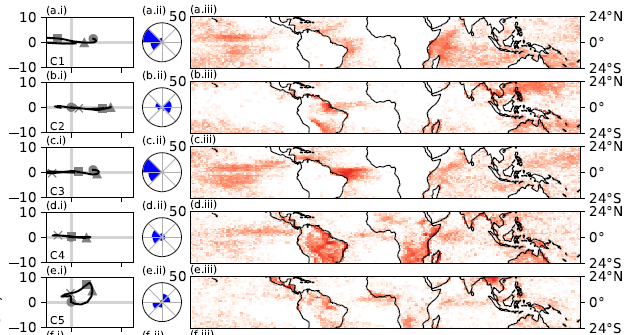 (a.i) (a.ii) (a.iii)
10 50 24°N
0 0°
−10 C1 24°S
(b.i) (b.ii) (b.iii)
10 50 24°N
0 0°
−10 C2 24°S
(c.i) (c.ii) (c.iii)
10 50 24°N
0 0°
−10 C3 24°S
(d.i) (d.ii) (d.iii)
10 50 24°N
0 0°
−10 C4 24°S
(e.i) (e.ii) (e.iii)
10 50 24°N
0 0°
−10 C5 24°S